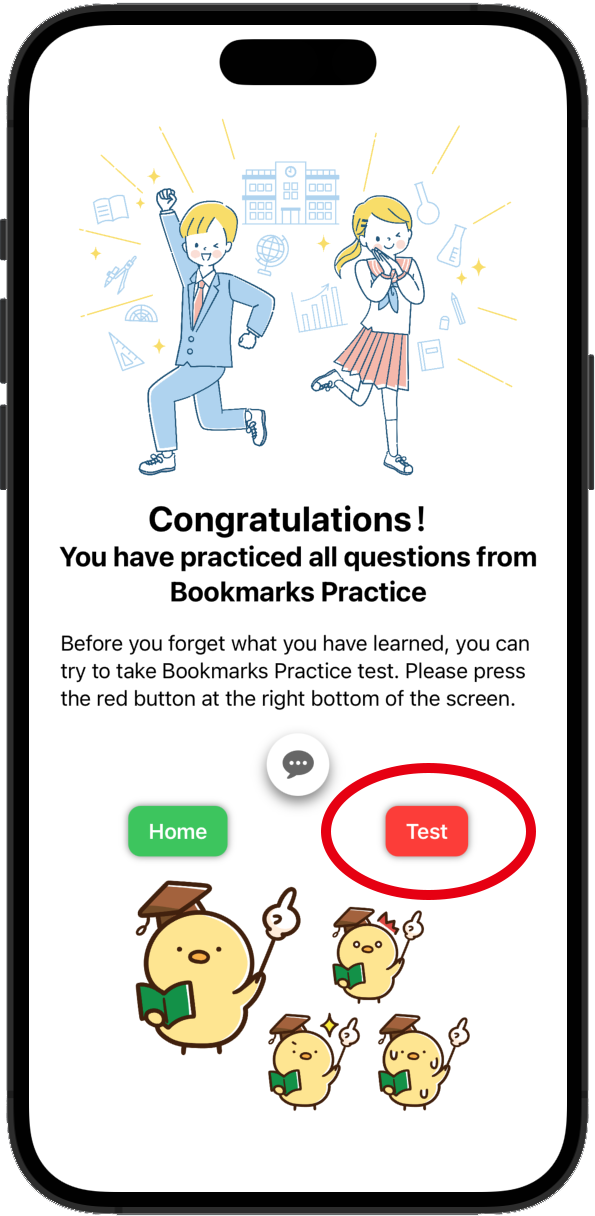 Congratulations！
You have practiced all questions from
Bookmarks Practice
Before you forget what you have learned, you can
try to take Bookmarks Practice test. Please press
the red button at the right bottom of the screen.
Home
Test